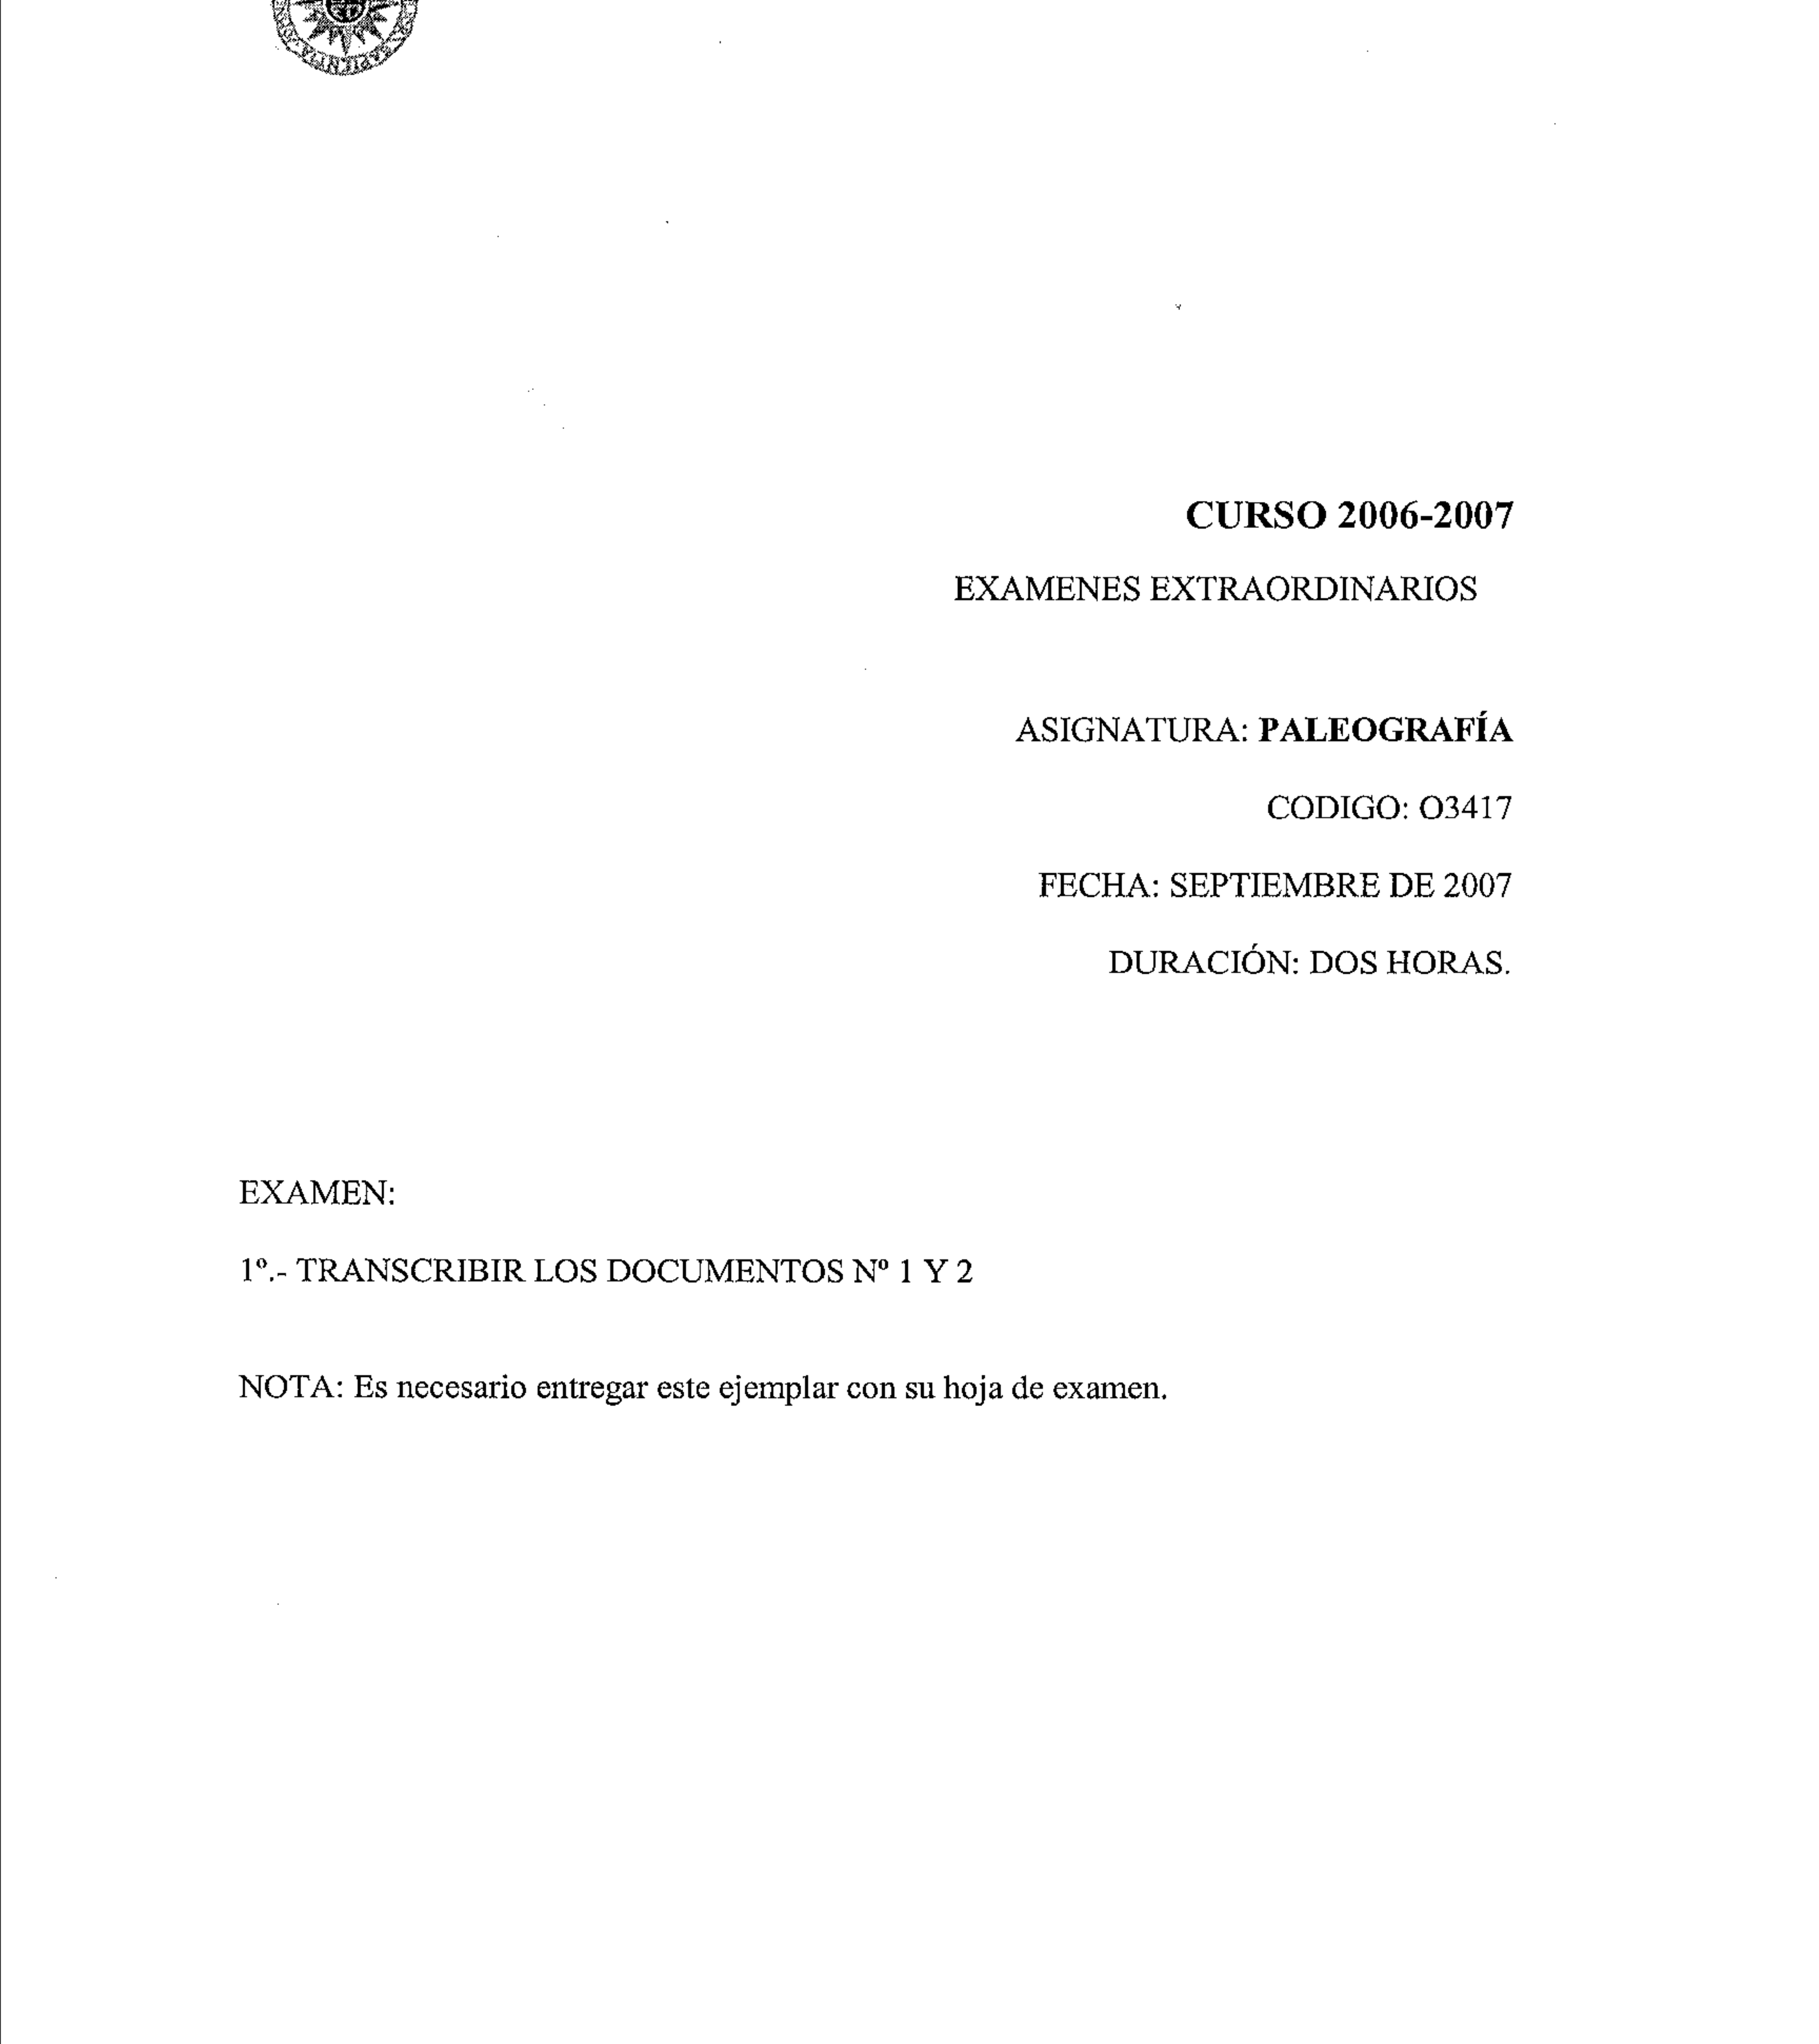 SAPIENTIA
CURSO 2006-2007
EXAMENES EXTRAORDINARIOS
ASIGNATURA: PALEOGRAFÍA
CODIGO: O3417
FECHA: SEPTIEMBRE DE 2007
DURACIÓN: DOS HORAS.
EXAMEN:
1º.- TRANSCRIBIR LOS DOCUMENTOS Nº 1 Y 2
NOTA: Es necesario entregar este ejemplar con su hoja de examen.